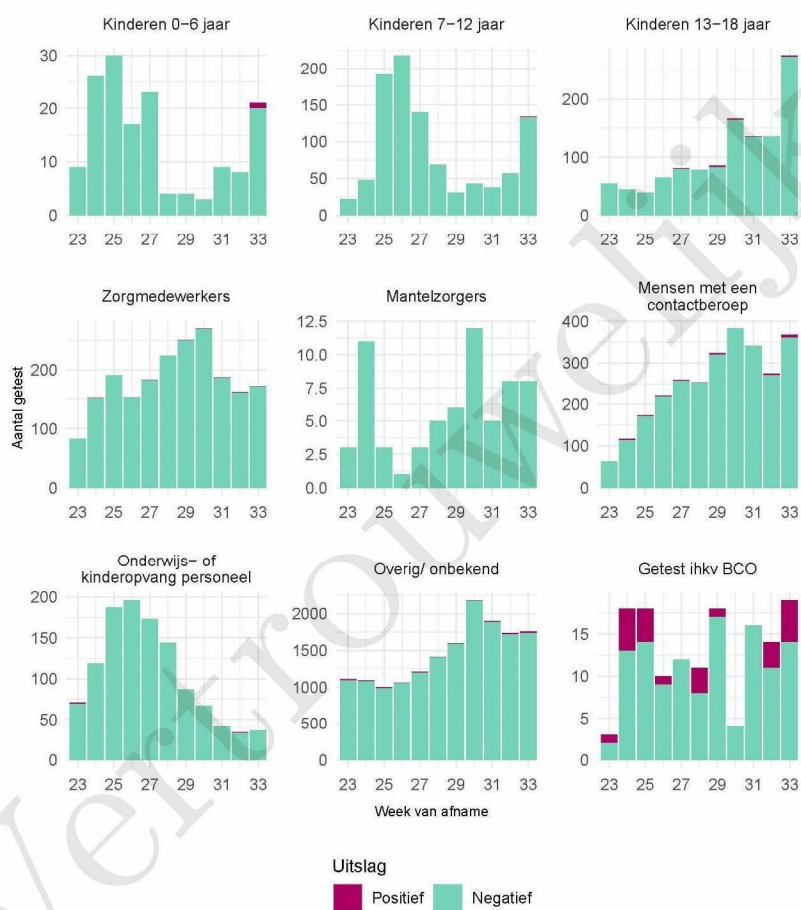 Kinderen 0−6 jaar
Kinderen 7−12 jaar
Kinderen 13−18 jaar
30
20
10
0
200
150
100
50
0
200
100
0
23 25 27 29 31 33
23 25 27 29 31 33
23 25 27 29 31 33
Zorgmedewerkers
Mantelzorgers
Mensen met een
contactberoep
Aantal getest
200
100
0
12.5
10.0
7.5
5.0
2.5
0.0
400
300
200
100
0
23 25 27 29 31 33
23 25 27 29 31 33
23 25 27 29 31 33
Onderwijs− of
kinderopvang personeel
Overig/ onbekend
Getest ihkv BCO
200
150
100
50
0
2000
1500
1000
500
0
15
10
5
0
23 25 27 29 31 33
23 25 27 29 31 33
23 25 27 29 31 33
Week van afname
Uitslag
Positief
Negatief
Vertrouwelijk